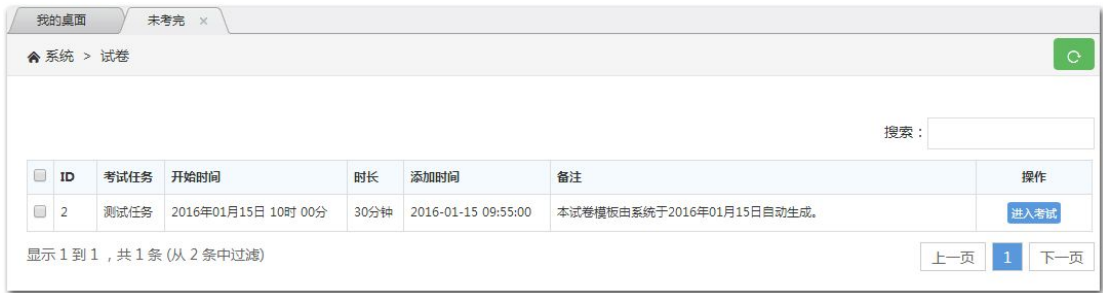 我的桌面 未考完 ×
系统 > 试卷
搜索：
ID 考试任务 开始时间 时长 添加时间 备注 操作
2 测试任务 2016年01月15日 10时 00分 30分钟 2016-01-15 09:55:00 本试卷模板由系统于2016年01月15日自动生成。 进入考试
显示 1 到 1 ，共 1 条 (从 2 条中过滤) 上一页 1 下一页